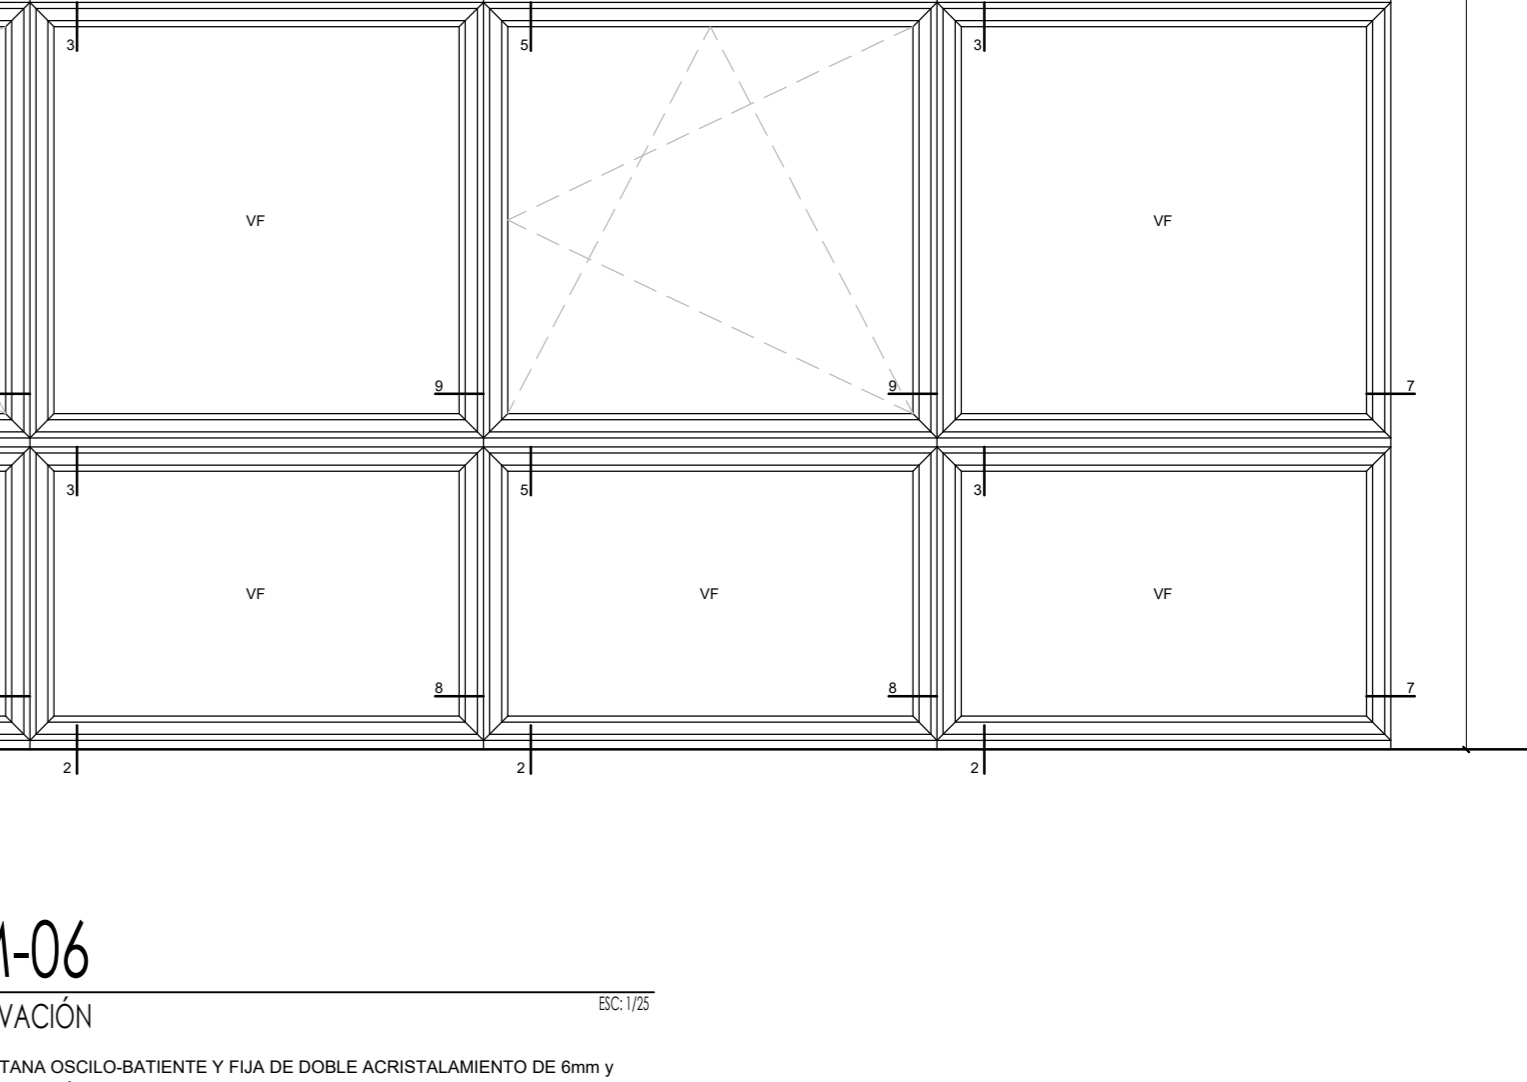 3 5 3
VF VF
9 9 7
3 5 3
VF VF VF
8 8 7
2 2 2
-06
ESC: 1/25
VACIÓN
TANA OSCILO-BATIENTE Y FIJA DE DOBLE ACRISTALAMIENTO DE 6mm y